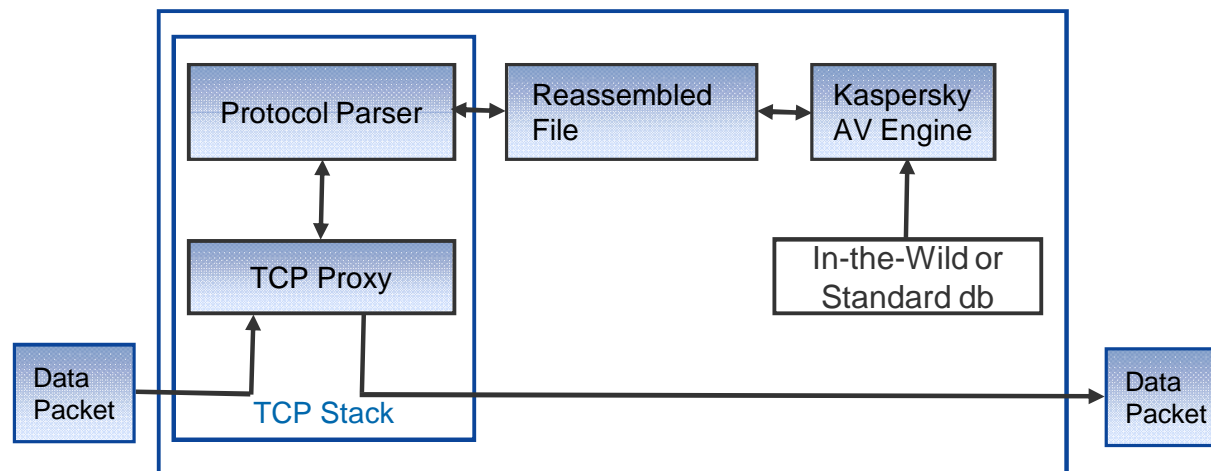 Protocol Parser
Reassembled
File
Kaspersky
AV Engine
TCP Proxy
In-the-Wild or
Standard db
Data
Packet
TCP Stack
Data
Packet